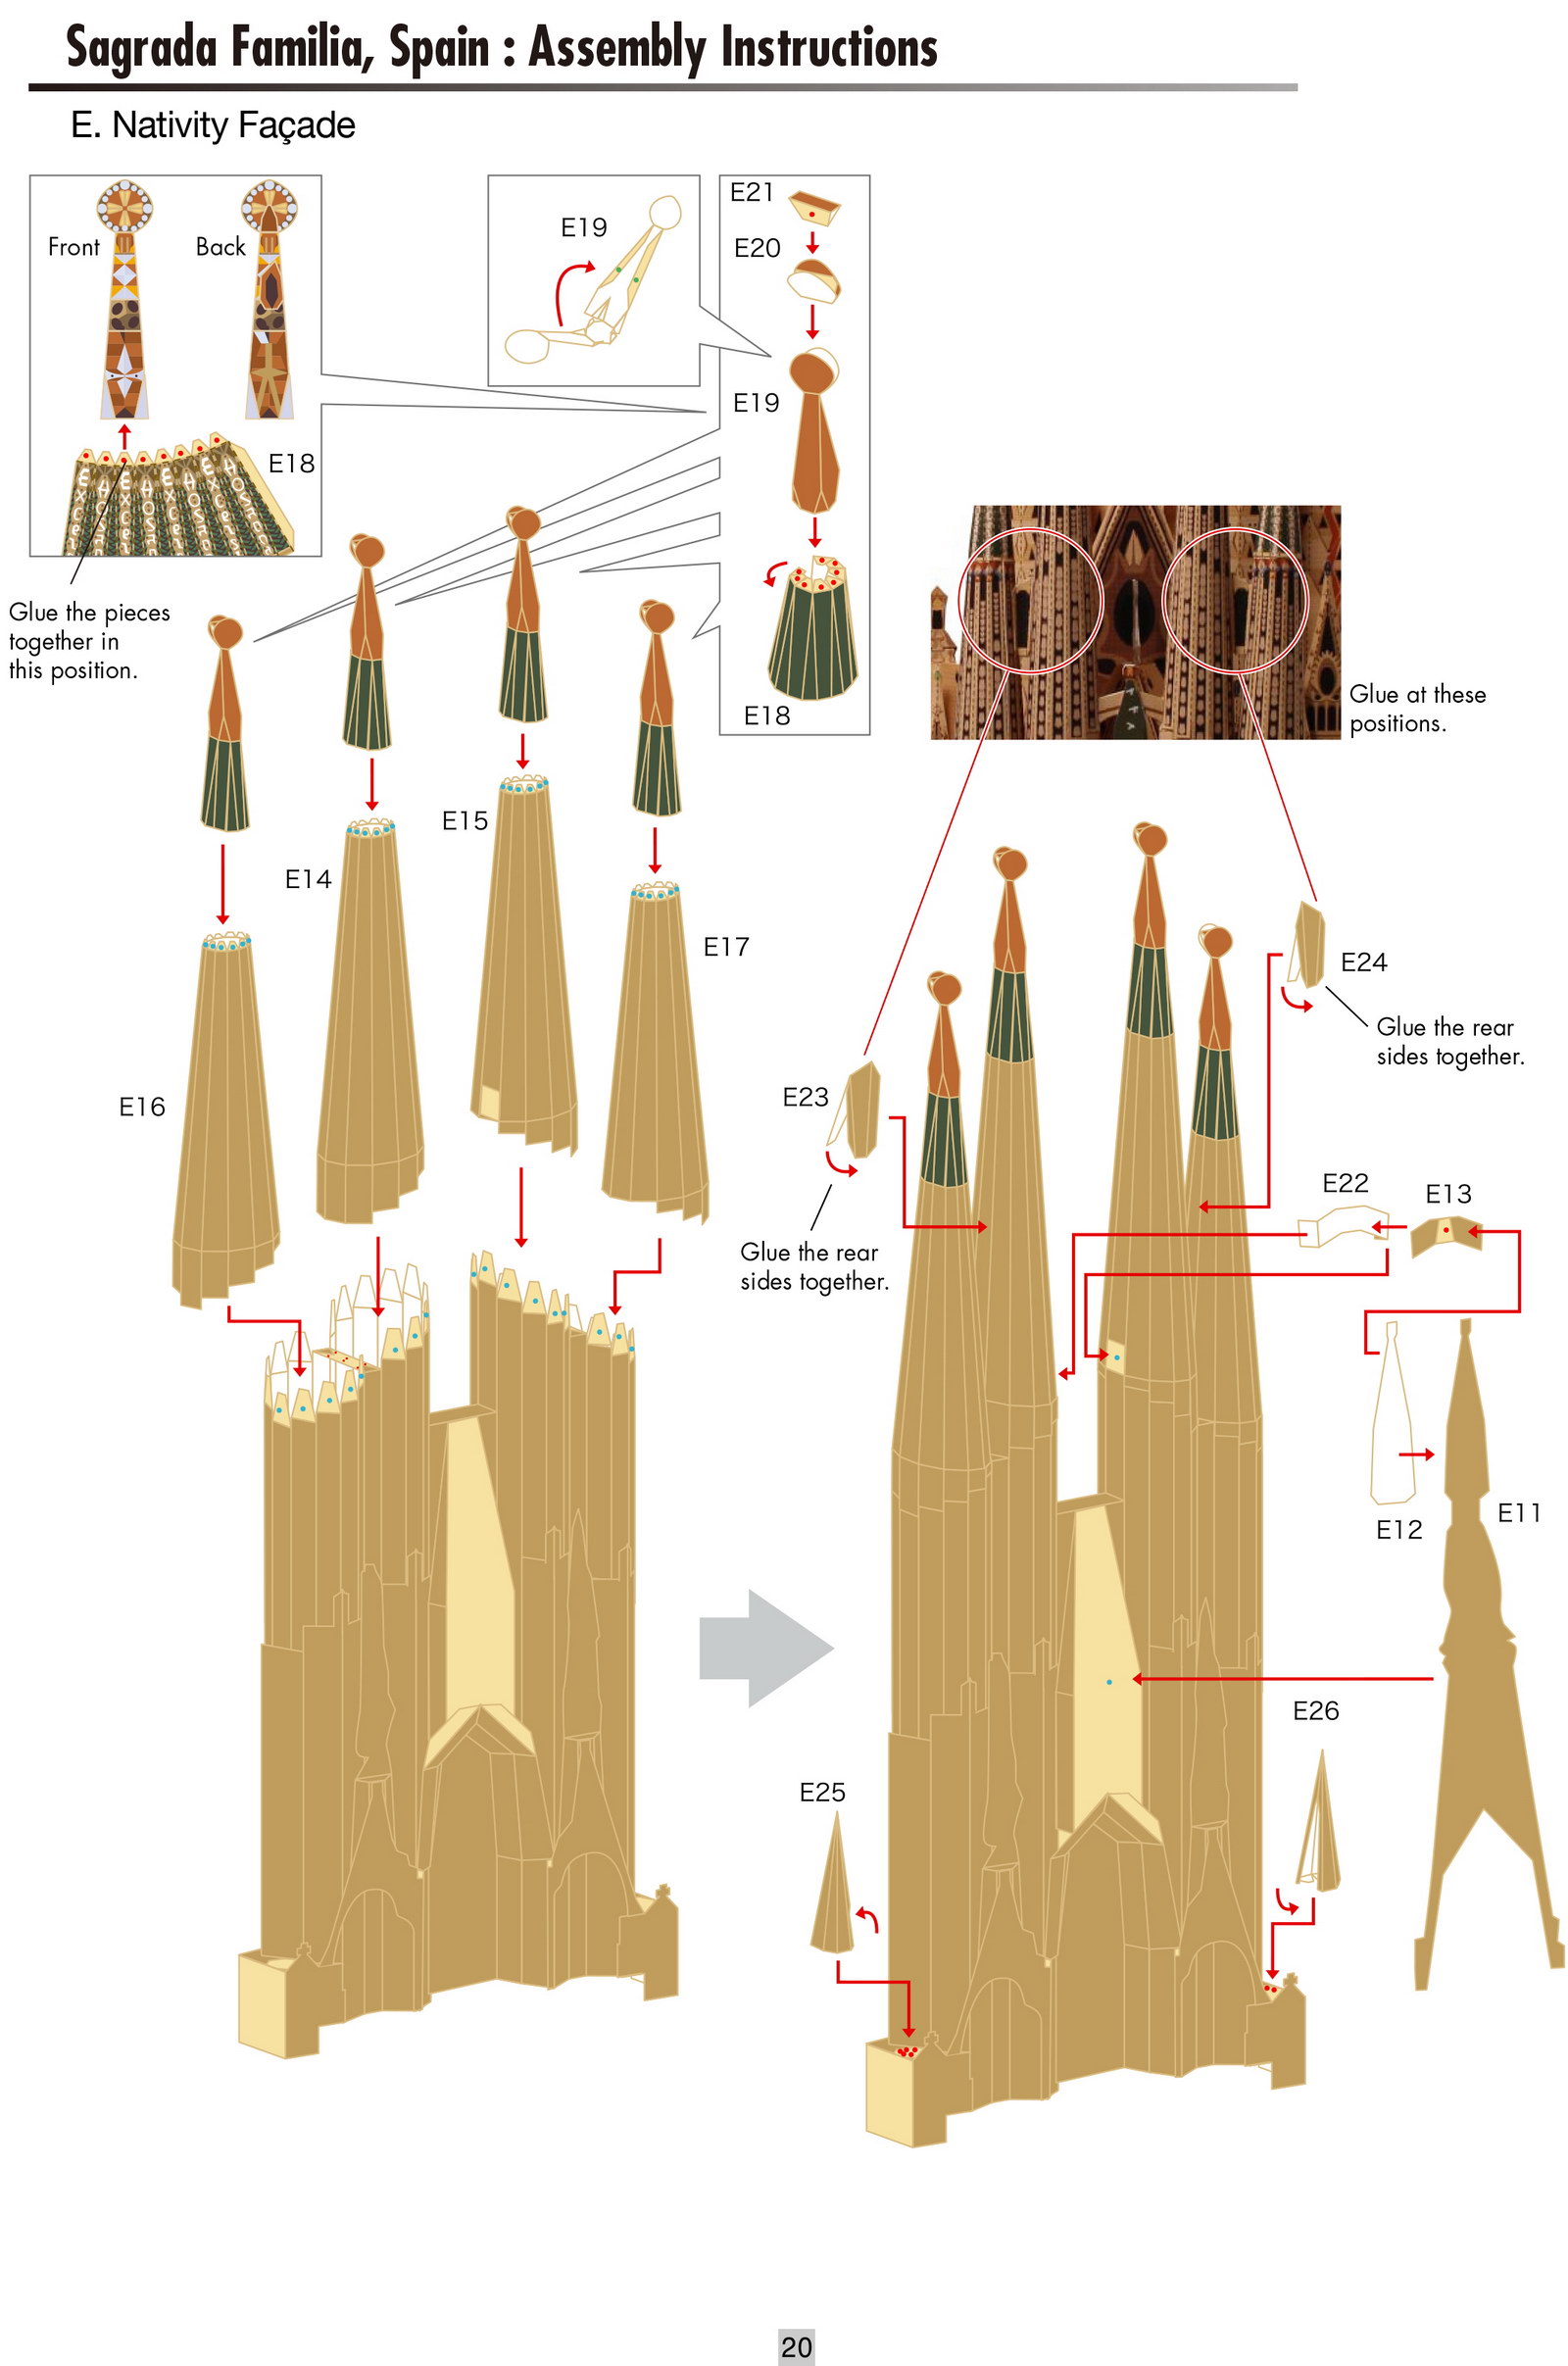 Sagrada Familia, Spain : Assembly Instructions
E. Nativity Façade
Front
Back
E18
Glue the pieces
together in
this position.
E19
E21
E20
E19
E18
Glue at these
positions.
E16
E14
E15
E17
E23
Glue the rear
sides together.
E24
Glue the rear
sides together.
E22
E13
E12
E11
E25
E26
20